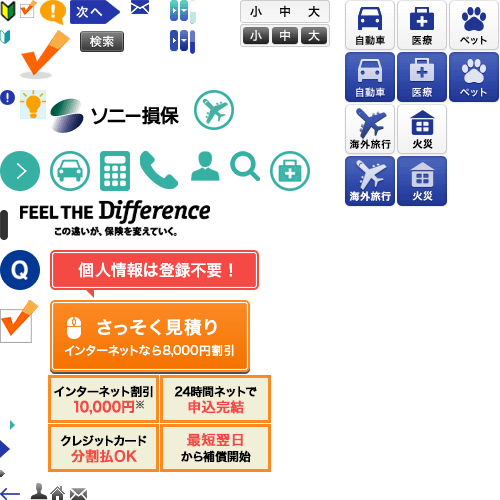 次へ
小 中 大
検索
小 中 大
自動車 医療 ペット
自動車 医療 ペット
ソニー損保
海外旅行 火災
海外旅行 火災
FEEL THE Difference
この違いが、保険を変えていく。
Q
個人情報は登録不要！
さっそく見積り
インターネットなら8,000円割引
インターネット割引
10,000円※
24時間ネットで
申込完結
クレジットカード
分割払OK
最短翌日
から補償開始